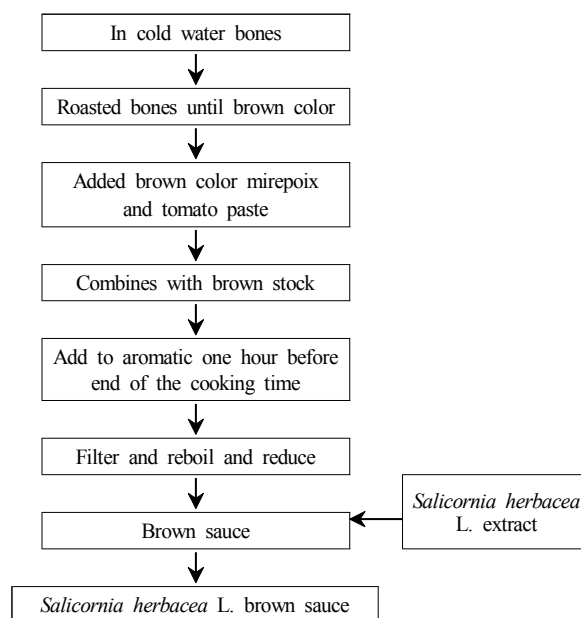 In cold water bones
Roasted bones until brown color
Added brown color mirepoix
and tomato paste
Combines with brown stock
Add to aromatic one hour before
end of the cooking time
Filter and reboil and reduce
Brown sauce
Salicornia herbacea
L. extract
Salicornia herbacea L. brown sauce